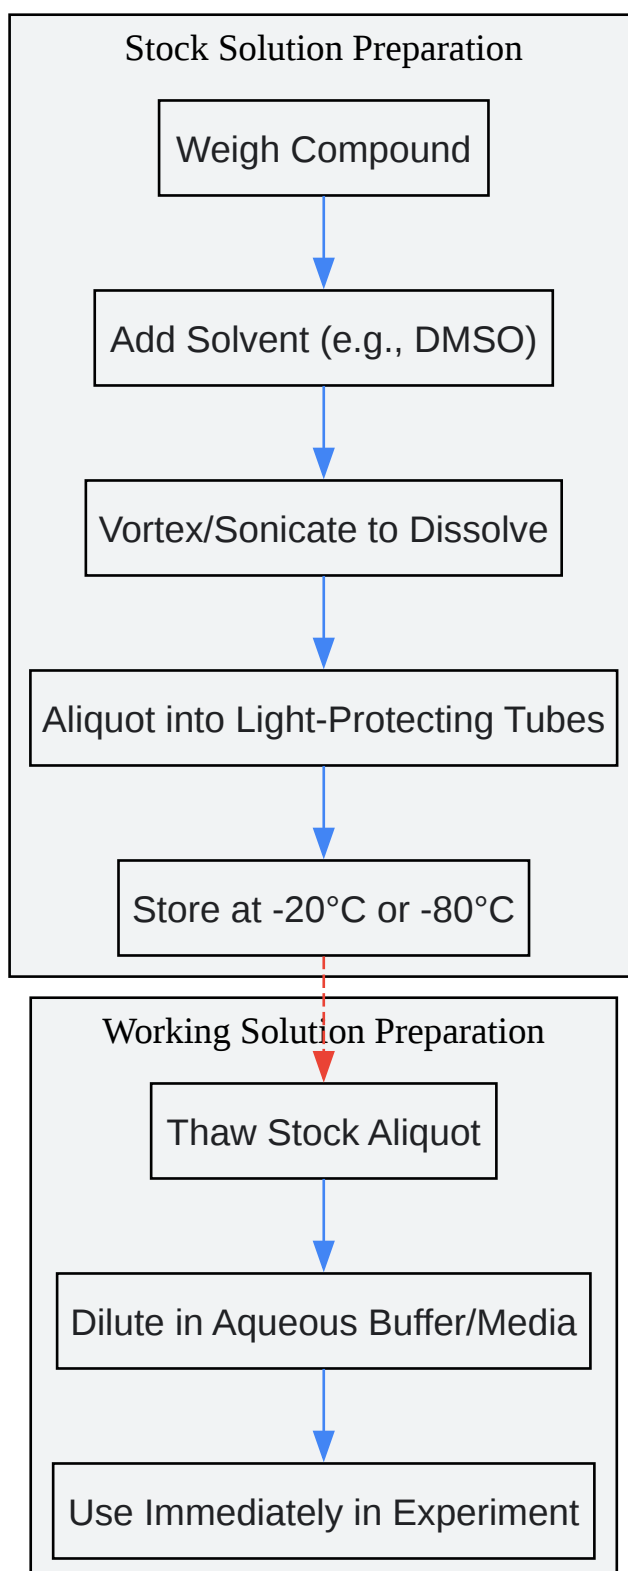 Stock Solution Preparation
Weigh Compound
Add Solvent (e.g., DMSO)
Vortex/Sonicate to Dissolve
Aliquot into Light-Protecting Tubes
Store at -20°C or -80°C
Working Solution Preparation
Thaw Stock Aliquot
Dilute in Aqueous Buffer/Media
Use Immediately in Experiment